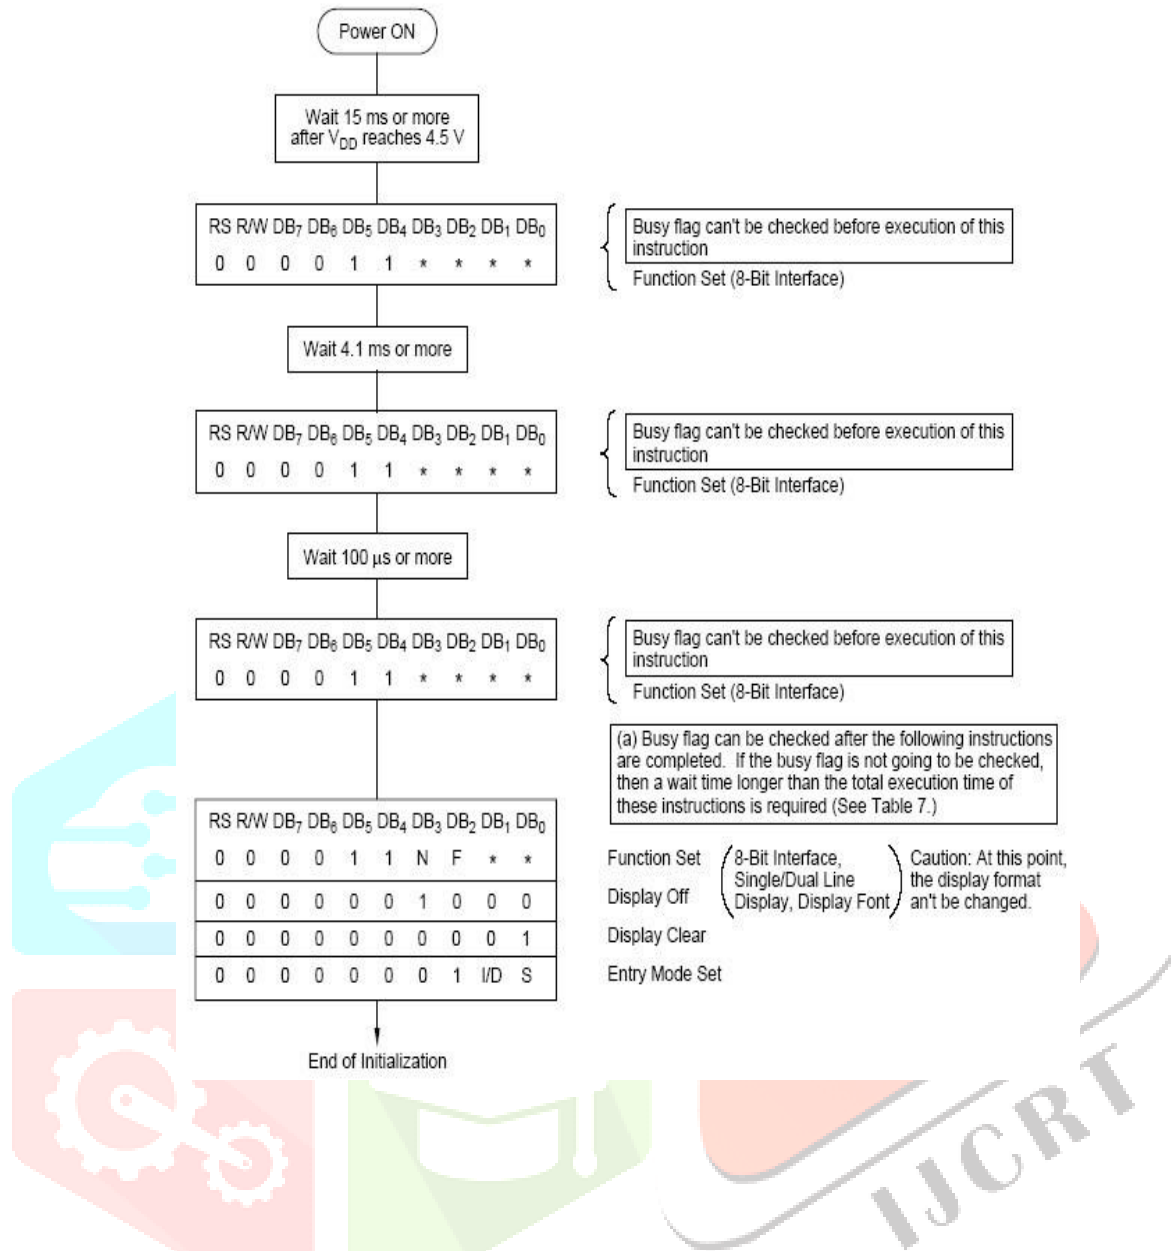 Power ON
Wait 15 ms or more
after VDD reaches 4.5 V
RS R/W DB7 DB6 DB5 DB4 DB3 DB2 DB1 DB0
0 0 0 0 1 1 * * * *
Busy flag can't be checked before execution of this
instruction
Function Set (8-Bit Interface)
Wait 4.1 ms or more
RS R/W DB7 DB6 DB5 DB4 DB3 DB2 DB1 DB0
0 0 0 0 1 1 * * * *
Busy flag can't be checked before execution of this
instruction
Function Set (8-Bit Interface)
Wait 100 µs or more
RS R/W DB7 DB6 DB5 DB4 DB3 DB2 DB1 DB0
0 0 0 0 1 1 * * * *
Busy flag can't be checked before execution of this
instruction
Function Set (8-Bit Interface)
(a) Busy flag can be checked after the following instructions
are completed. If the busy flag is not going to be checked,
then a wait time longer than the total execution time of
these instructions is required (See Table 7.)
RS R/W DB7 DB6 DB5 DB4 DB3 DB2 DB1 DB0
0 0 0 0 1 1 N F * *
0 0 0 0 0 0 1 0 0 0
0 0 0 0 0 0 0 0 0 1
0 0 0 0 0 0 0 1 I/D S
Function Set
Display Off
Display Clear
Entry Mode Set
8-Bit Interface,
Single/Dual Line
Display, Display Font
Caution: At this point,
the display format
an't be changed.
End of Initialization
IJCRT